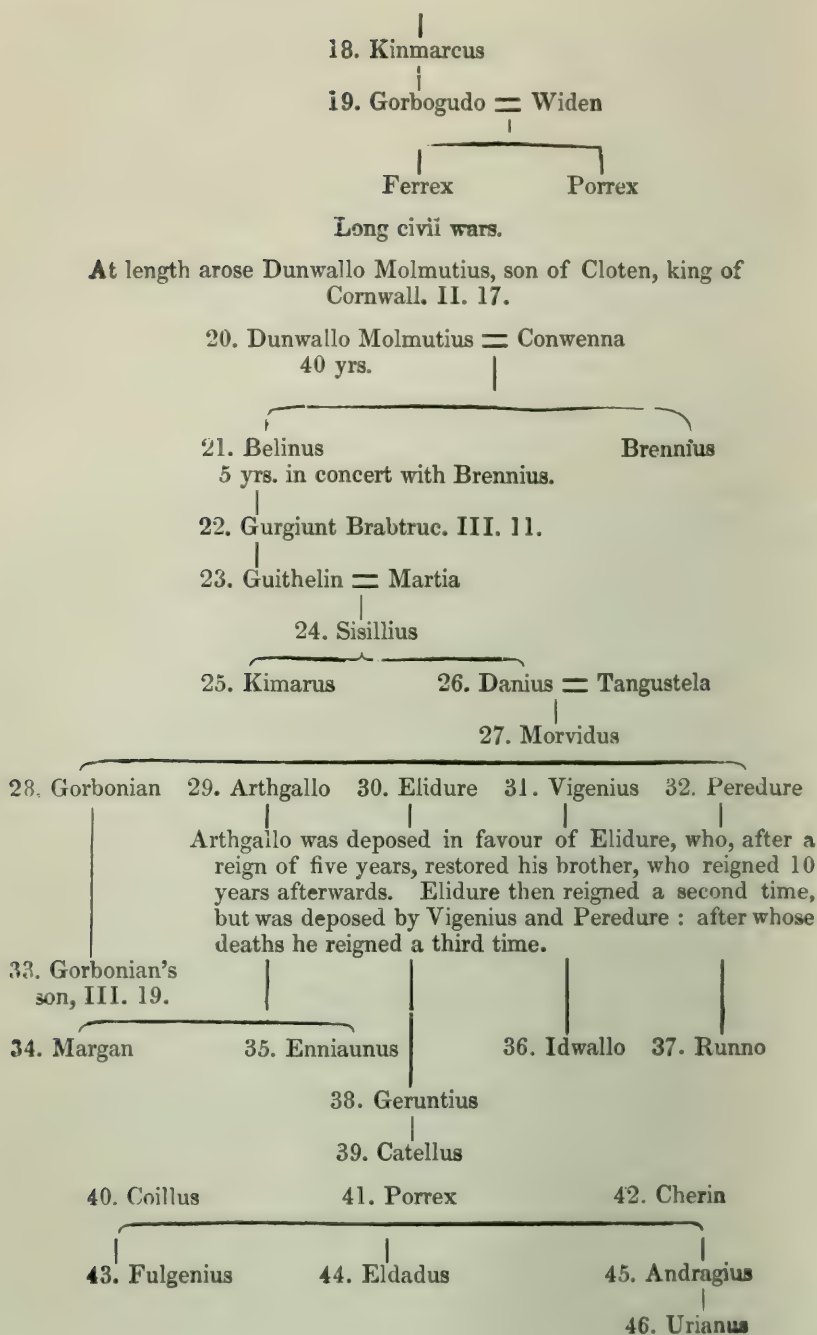 18. Kinmarcus
19. Gorbogudo = Widen
Ferrex Porrex
Long civil wars.
At length arose Dunwallo Molmutius, son of Cloten, king of
Cornwall. II. 17.
20. Dunwallo Molmutius = Conwenna
40 yrs.
21. Belinus Brennius
5 yrs. in concert with Brennius.
22. Gurgiunt Brabtruc. III. 11.
23. Guithelin = Martia
24. Sisillius
25. Kimarus 26. Danius = Tangustela
27. Morvidus
28. Gorbonian 29. Arthgallo 30. Elidure 31. Vigenius 32. Peredure
Arthgallo was deposed in favour of Elidure, who, after a
reign of five years, restored his brother, who reigned 10
years afterwards. Elidure then reigned a second time,
but was deposed by Vigenius and Peredure : after whose
deaths he reigned a third time.
33. Gorbonian's
son, III. 19.
34. Margan 35. Enniaunus 36. Idwallo 37. Runno
38. Geruntius
39. Catellus
40. Coillus 41. Porrex 42. Cherin
43. Fulgenius 44. Eldadus 45. Andragius
46. Urianus